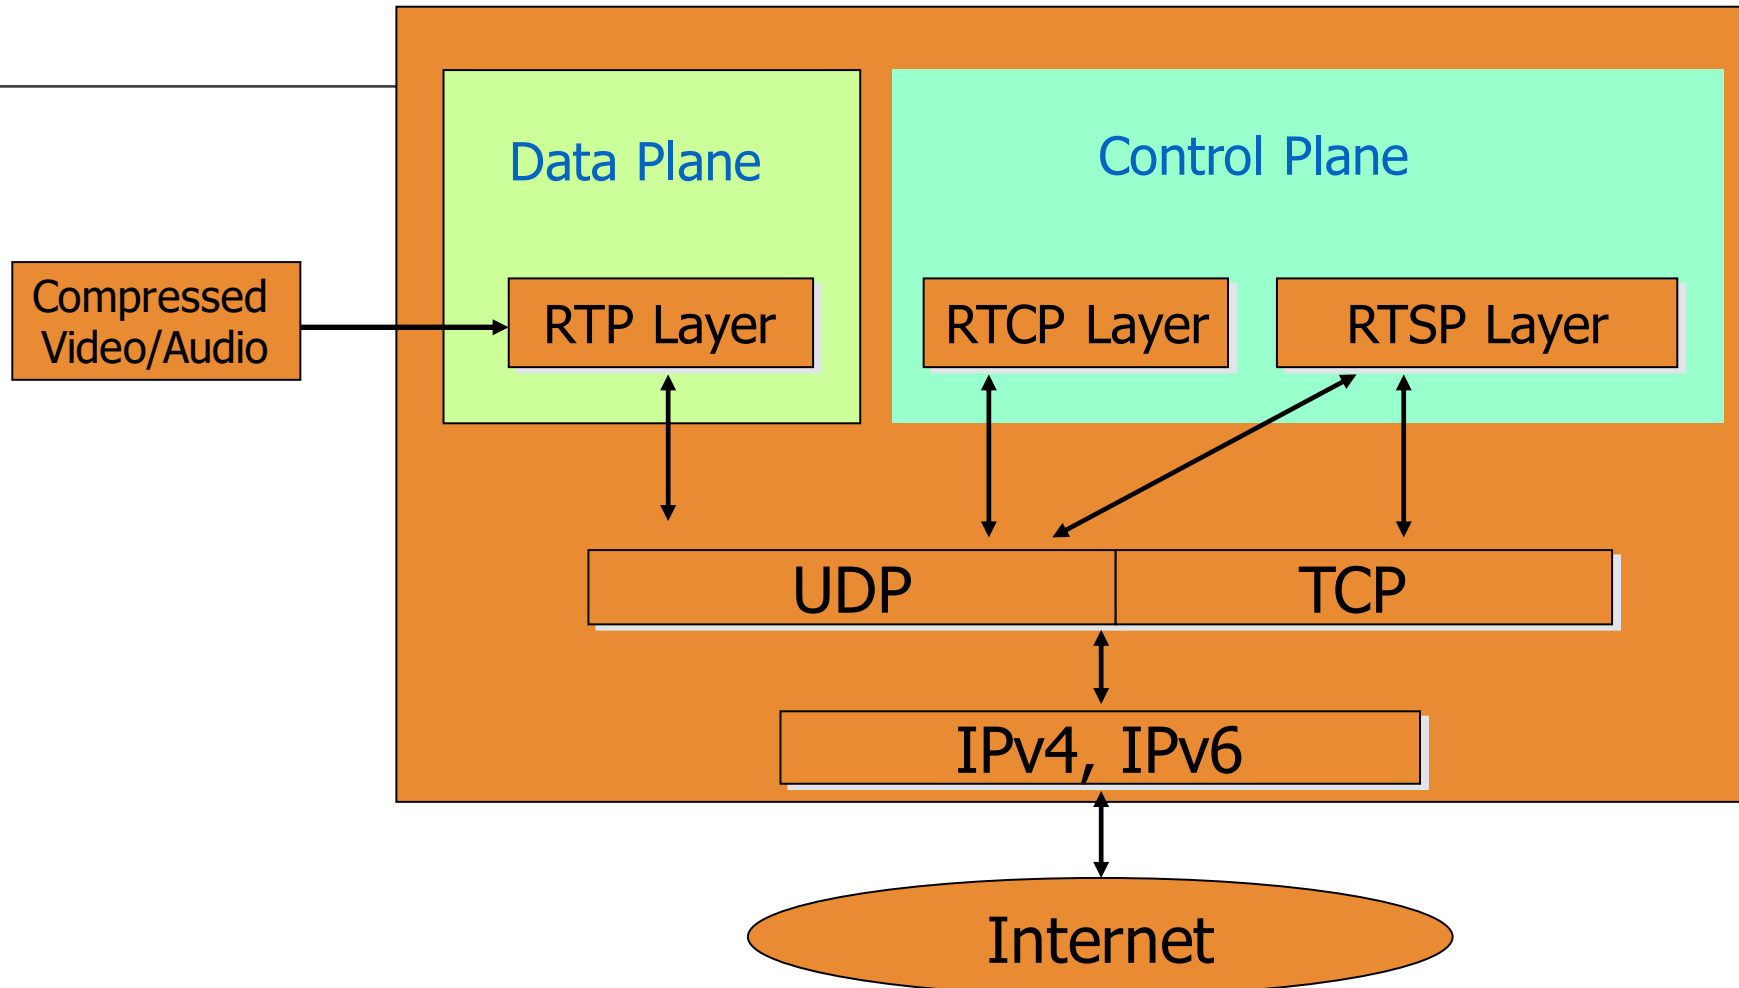 Data Plane
Control Plane
Compressed
Video/Audio
RTP Layer
RTCP Layer
RTSP Layer
UDP
TCP
IPv4, IPv6
Internet